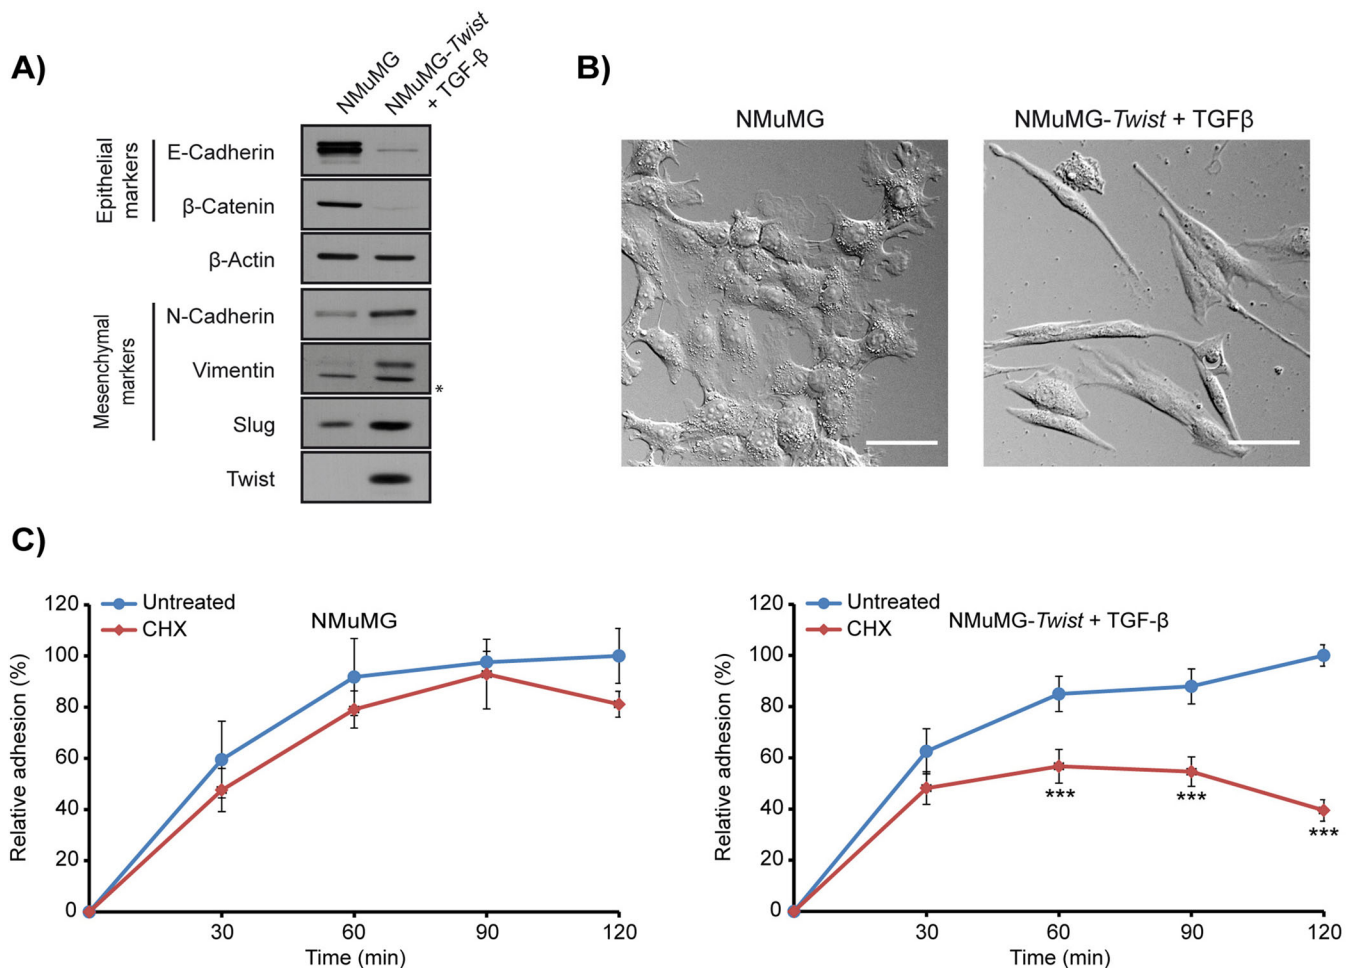 A)
NMuMG
NMuMG-Twist
+ TGF-β
Epithelial
markers
E-Cadherin
β-Catenin
β-Actin
Mesenchymal
markers
N-Cadherin
Vimentin
*
Slug
Twist
B)
NMuMG
NMuMG-Twist + TGFβ
C)
Untreated
CHX
NMuMG
Relative adhesion (%)
120
100
80
60
40
20
0
30 60 90 120
Time (min)
Untreated
CHX
NMuMG-Twist + TGF-β
Relative adhesion (%)
120
100
80
60
40
20
0
*** *** ***
30 60 90 120
Time (min)